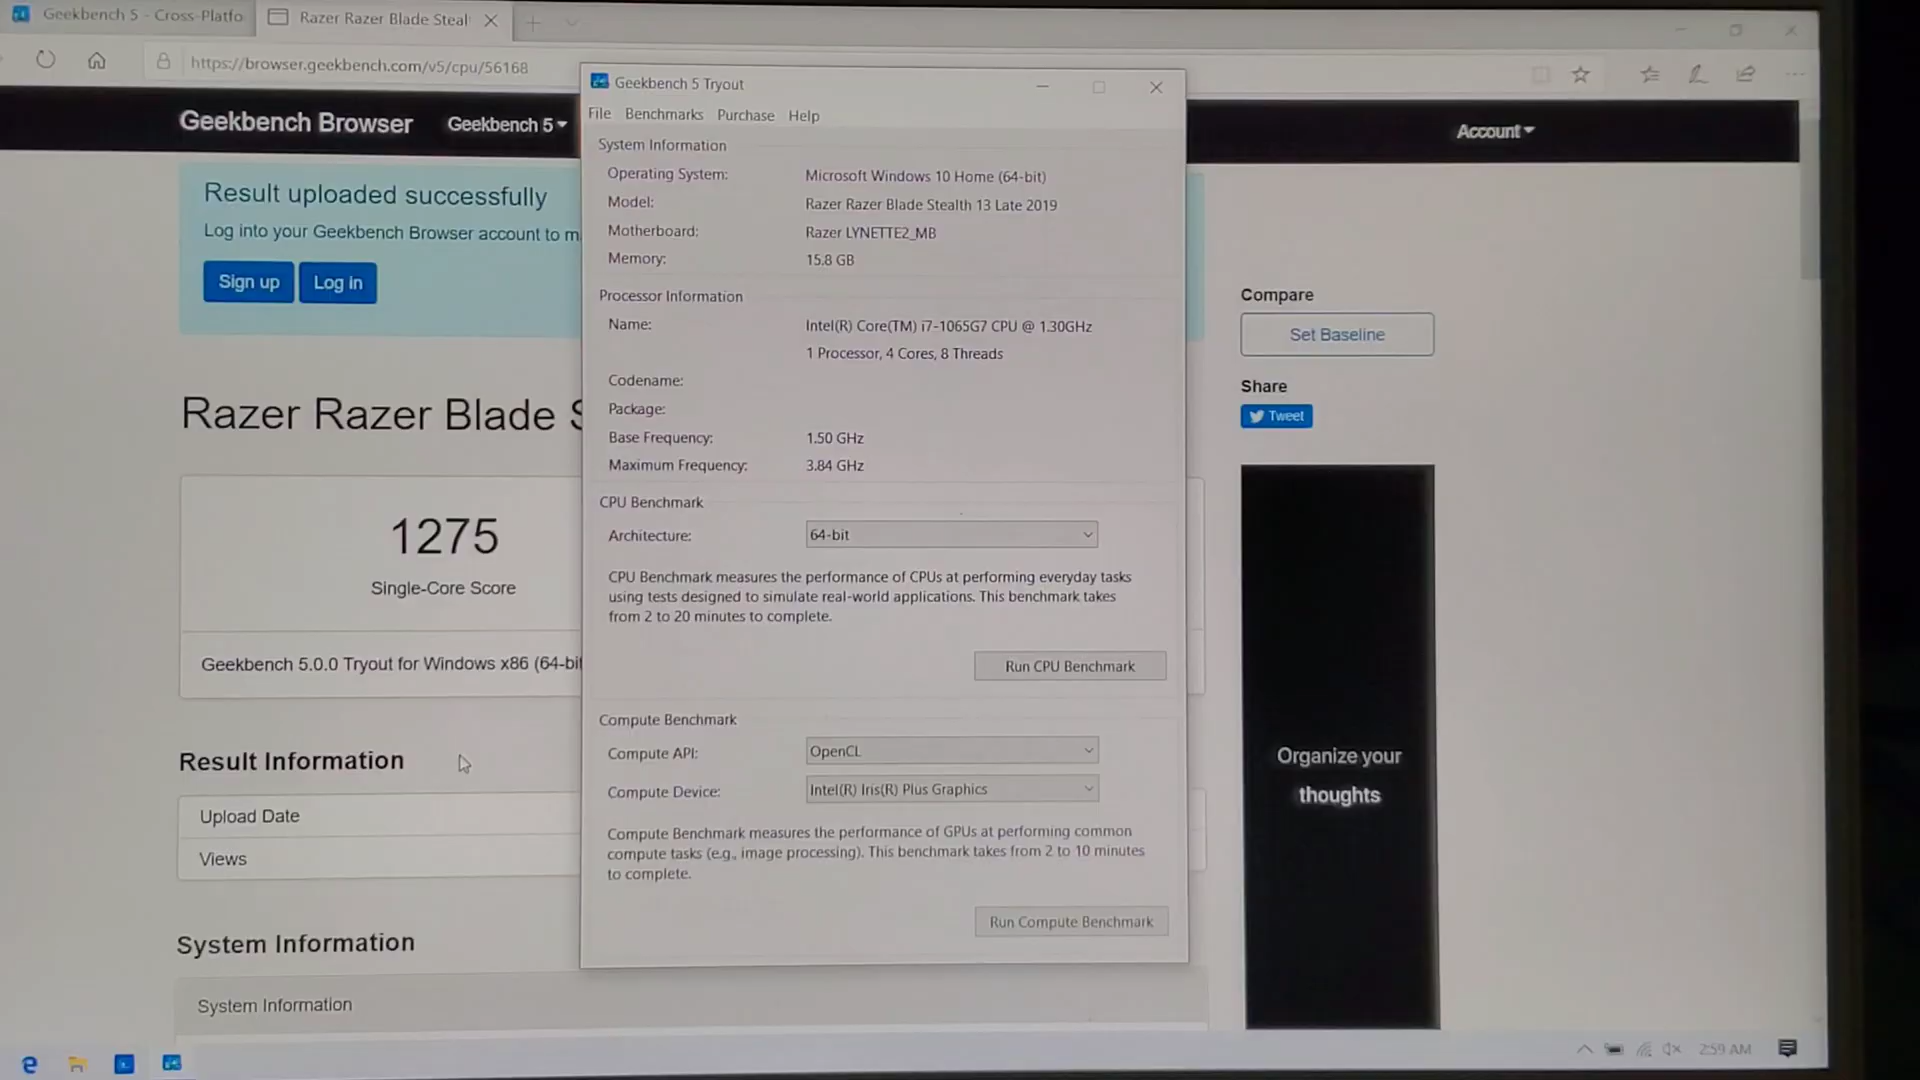 Geekbench 5 - Cross-Platfo
Razer Razer Blade Steal
https://browser.geekbench.com/v5/cpu/56168
Geekbench Browser
Geekbench 5
Account
Result uploaded successfully
Log into your Geekbench Browser account to m
Sign up
Log in
Razer Razer Blade S
1275
Single-Core Score
Geekbench 5.0.0 Tryout for Windows x86 (64-bit
Result Information
Upload Date
Views
System Information
System Information
Geekbench 5 Tryout
File Benchmarks Purchase Help
System Information
Operating System: Microsoft Windows 10 Home (64-bit)
Model: Razer Razer Blade Stealth 13 Late 2019
Motherboard: Razer LYNETTE2_MB
Memory: 15.8 GB
Processor Information
Name: Intel(R) Core(TM) i7-1065G7 CPU @ 1.30GHz
1 Processor, 4 Cores, 8 Threads
Codename:
Package:
Base Frequency: 1.50 GHz
Maximum Frequency: 3.84 GHz
CPU Benchmark
Architecture: 64-bit
CPU Benchmark measures the performance of CPUs at performing everyday tasks
using tests designed to simulate real-world applications. This benchmark takes
from 2 to 20 minutes to complete.
Run CPU Benchmark
Compute Benchmark
Compute API: OpenCL
Compute Device: Intel(R) Iris(R) Plus Graphics
Compute Benchmark measures the performance of GPUs at performing common
compute tasks (e.g., image processing). This benchmark takes from 2 to 10 minutes
to complete.
Run Compute Benchmark
Compare
Set Baseline
Share
Tweet
Organize your
thoughts
2:59 AM